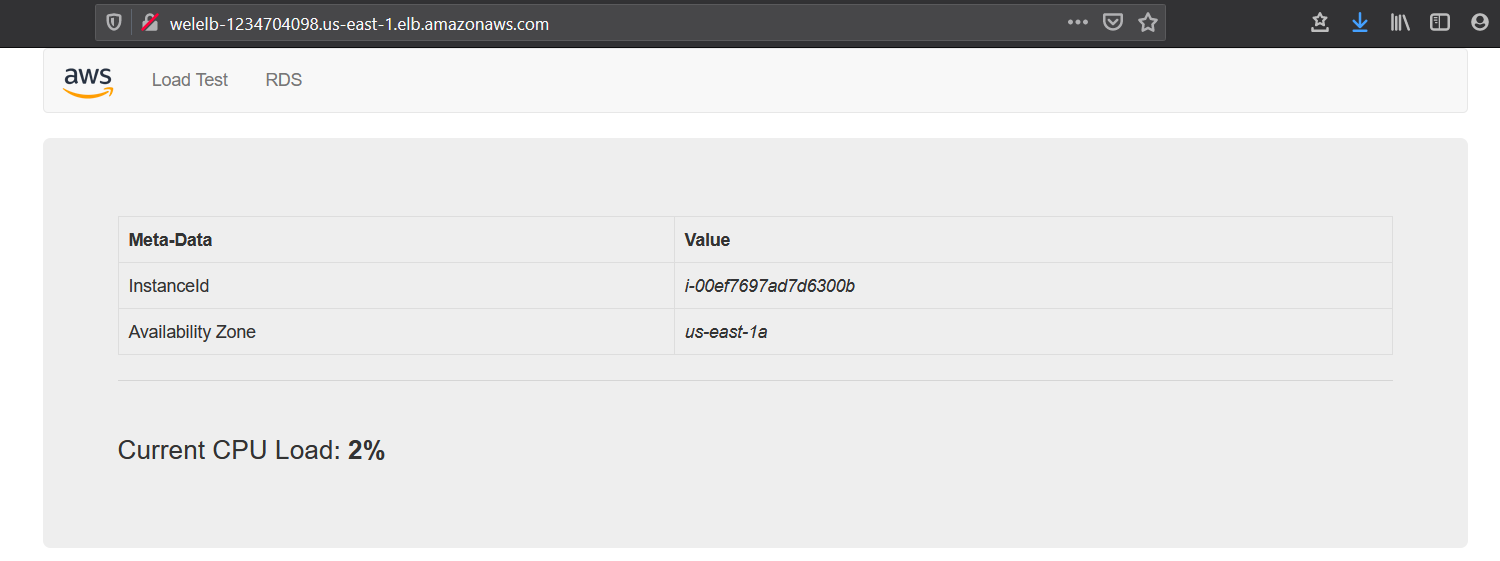 welelb-1234704098.us-east-1.elb.amazonaws.com
aws Load Test RDS
Meta-Data Value
InstanceId i-00ef7697ad7d6300b
Availability Zone us-east-1a
Current CPU Load: 2%